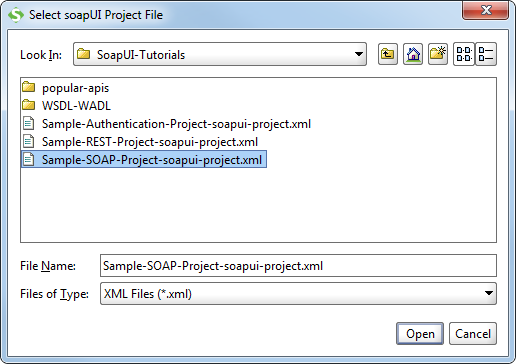 Select soapUI Project File
Look In: SoapUI-Tutorials
popular-apis
WSDL-WADL
Sample-Authentication-Project-soapui-project.xml
Sample-REST-Project-soapui-project.xml
Sample-SOAP-Project-soapui-project.xml
File Name: Sample-SOAP-Project-soapui-project.xml
Files of Type: XML Files (*.xml)
Open Cancel